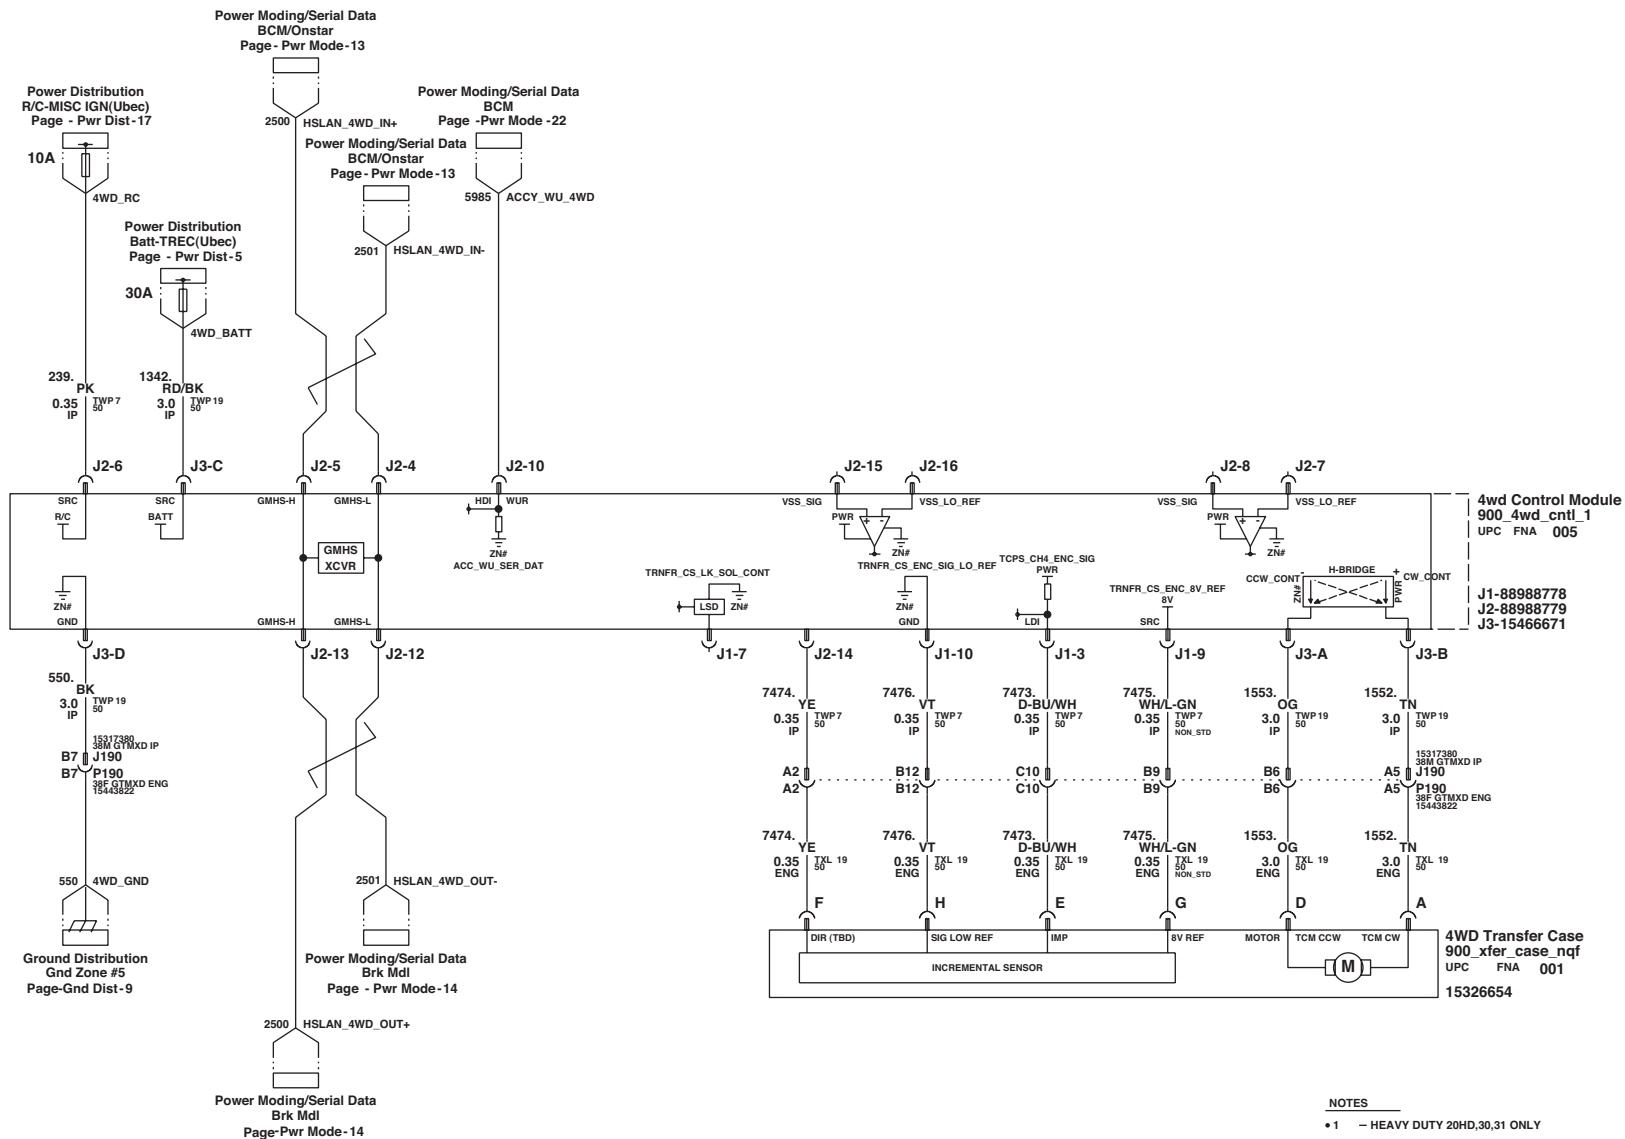 Power Moding/Serial Data
BCM/Onstar
Page - Pwr Mode-13
2500 HSLAN_4WD_IN+
Power Distribution
R/C-MISC IGN(Ubec)
Page - Pwr Dist-17
10A
4WD_RC
Power Moding/Serial Data
BCM
Page -Pwr Mode -22
5985 ACCY_WU_4WD
Power Moding/Serial Data
BCM/Onstar
Page - Pwr Mode-13
2501 HSLAN_4WD_IN-
Power Distribution
Batt-TREC(Ubec)
Page - Pwr Dist-5
30A
4WD_BATT
239.
PK
0.35 TWP 7
50
IP
1342.
RD/BK
3.0 TWP 19
50
IP
J2-6
J3-C
J2-5
J2-4
J2-10
J2-15
J2-16
J2-8
J2-7
SRC
R/C
SRC
BATT
GMHS-H
GMHS-L
HDI WUR
ZN#
ACC_WU_SER_DAT
VSS_SIG
VSS_LO_REF
PWR
+ -
ZN#
VSS_SIG
VSS_LO_REF
PWR
+ -
ZN#
4wd Control Module
900_4wd_cntl_1
UPC FNA 005
J1-88988778
J2-88988779
J3-15466671
GMHS
XCVR
ZN#
GND
GMHS-H
GMHS-L
TRNFR_CS_LK_SOL_CONT
LSD
ZN#
TRNFR_CS_ENC_SIG_LO_REF
ZN#
GND
TCPS_CH4_ENC_SIG
PWR
LDI
TRNFR_CS_ENC_8V_REF
8V
SRC
H-BRIDGE
CCW_CONT -
+ CW_CONT
ZN#
PWR
J3-D
J2-13
J2-12
J1-7
J2-14
J1-10
J1-3
J1-9
J3-A
J3-B
550.
BK
3.0 TWP 19
50
IP
15317380
38M GTMXD IP
B7 J190
B7 P190
38F GTMXD ENG
15443822
550 4WD_GND
Ground Distribution
Gnd Zone #5
Page-Gnd Dist-9
2501 HSLAN_4WD_OUT-
Power Moding/Serial Data
Brk Mdl
Page - Pwr Mode-14
2500 HSLAN_4WD_OUT+
Power Moding/Serial Data
Brk Mdl
Page-Pwr Mode-14
7474.
YE
0.35 TWP 7
50
IP
7476.
VT
0.35 TWP 7
50
IP
7473.
D-BU/WH
0.35 TWP 7
50
IP
7475.
WH/L-GN
0.35 TWP 7
50
IP NON_STD
1553.
OG
3.0 TWP 19
50
IP
1552.
TN
3.0 TWP 19
50
IP
15317380
38M GTMXD IP
A2 B12 C10 B9 B6 A5 J190
A2 B12 C10 B9 B6 A5 P190
38F GTMXD ENG
15443822
7474.
YE
0.35 TXL 19
50
ENG
7476.
VT
0.35 TXL 19
50
ENG
7473.
D-BU/WH
0.35 TXL 19
50
ENG
7475.
WH/L-GN
0.35 TXL 19
50
ENG NON_STD
1553.
OG
3.0 TXL 19
50
ENG
1552.
TN
3.0 TXL 19
50
ENG
F H E G D A
DIR (TBD) SIG LOW REF IMP 8V REF MOTOR TCM CCW TCM CW
INCREMENTAL SENSOR
M
4WD Transfer Case
900_xfer_case_nqf
UPC FNA 001
15326654
NOTES
• 1 – HEAVY DUTY 20HD,30,31 ONLY